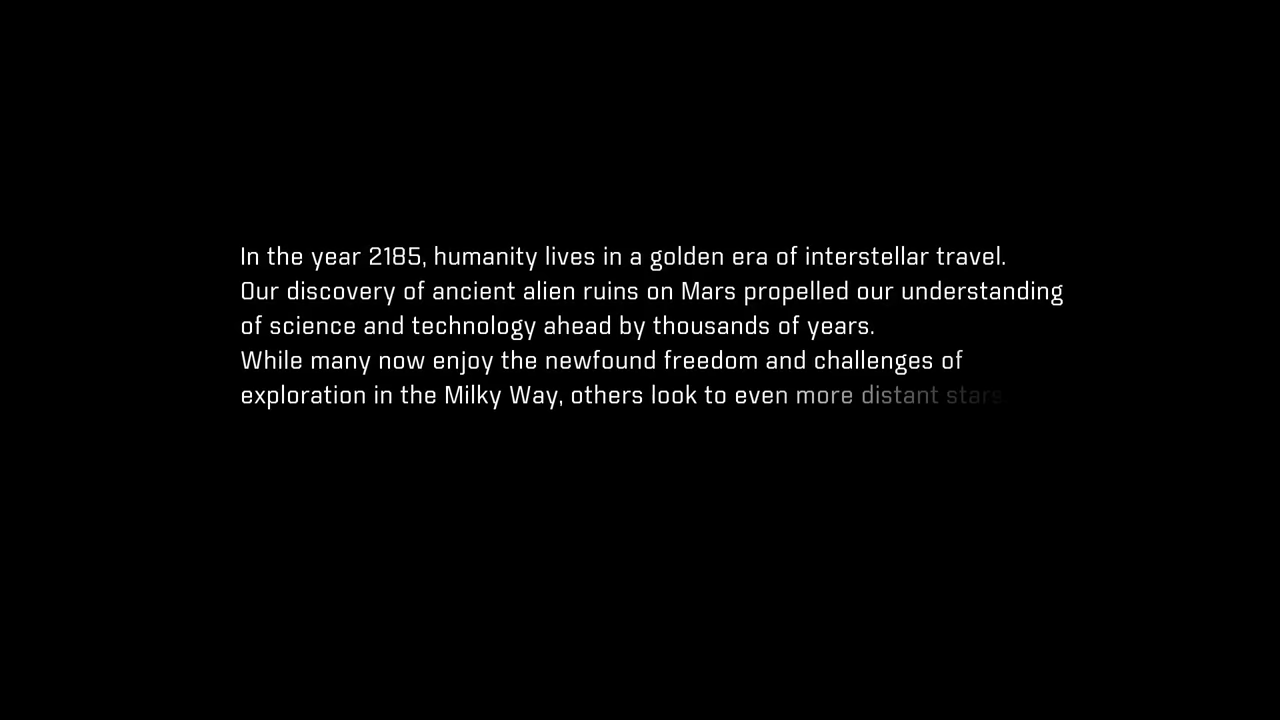 In the year 2185, humanity lives in a golden era of interstellar travel.
Our discovery of ancient alien ruins on Mars propelled our understanding
of science and technology ahead by thousands of years.
While many now enjoy the newfound freedom and challenges of
exploration in the Milky Way, others look to even more distant stars